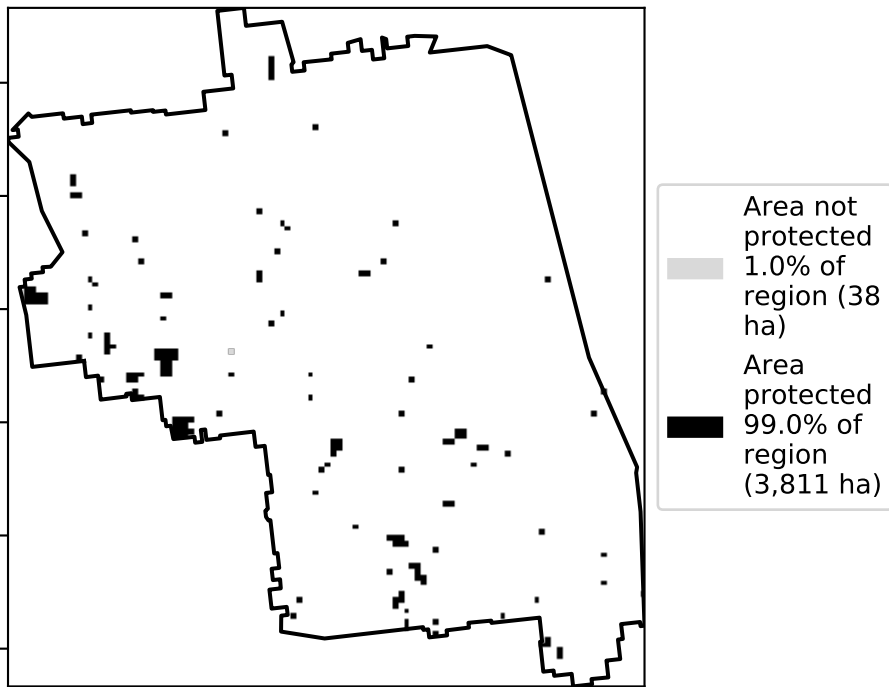 Area not
protected
1.0% of
region (38
ha)
Area
protected
99.0% of
region
(3,811 ha)